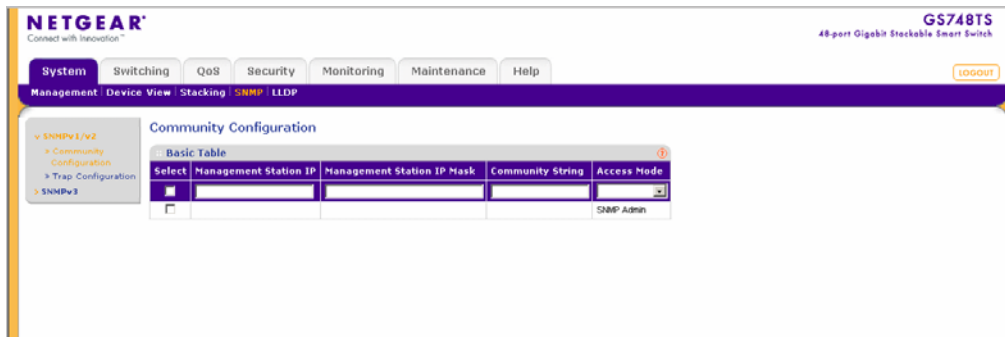 NETGEAR
Connect with Innovation™
GS748TS
48-port Gigabit Stackable Smart Switch
System Switching QoS Security Monitoring Maintenance Help
LOGOUT
Management Device View Stacking SNMP LLDP
SNMPv1/v2
Community Configuration
Trap Configuration
SNMPv3
Community Configuration
Basic Table
Select Management Station IP Management Station IP Mask Community String Access Mode
SNMP Admin